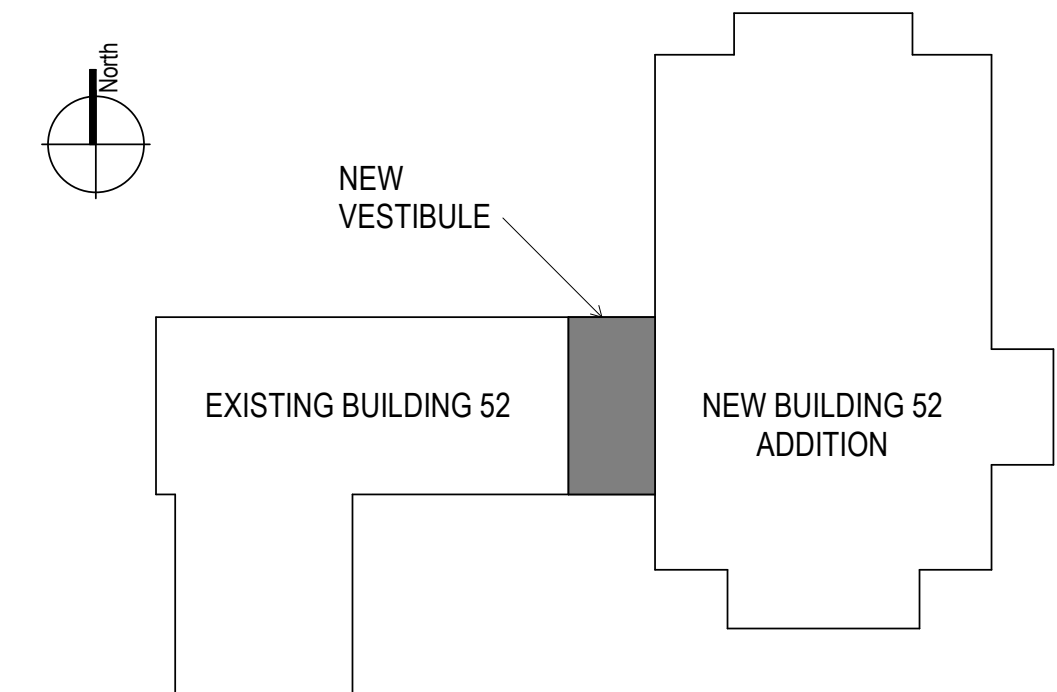 North
NEW
VESTIBULE
EXISTING BUILDING 52
NEW BUILDING 52
ADDITION